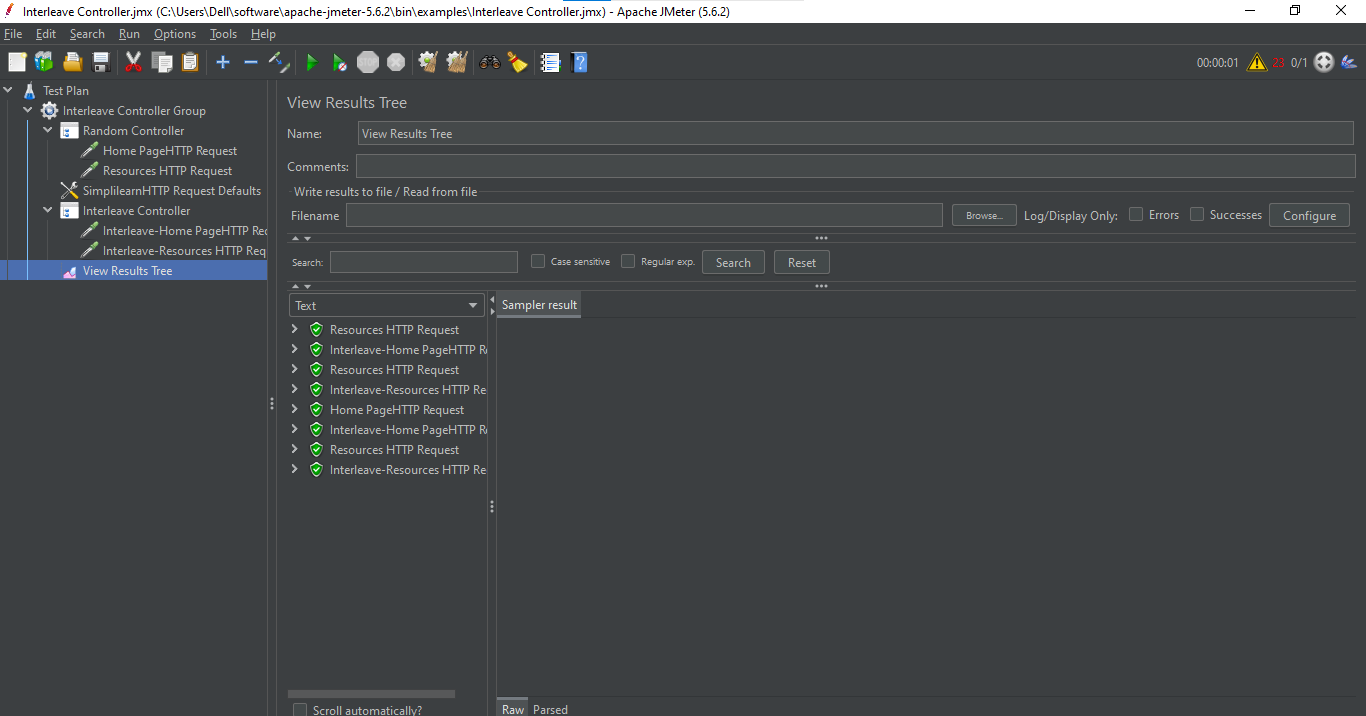 Interleave Controller.jmx (C:\Users\Dell\software\apache-jmeter-5.6.2\bin\examples\Interleave Controller.jmx) - Apache JMeter (5.6.2)
File Edit Search Run Options Tools Help
STOP 00:00:01 23 0/1
Test Plan
Interleave Controller Group
Random Controller
Home PageHTTP Request
Resources HTTP Request
SimplilearnHTTP Request Defaults
Interleave Controller
Interleave-Home PageHTTP Rec
Interleave-Resources HTTP Req
View Results Tree
View Results Tree
Name: View Results Tree
Comments:
Write results to file / Read from file
Filename Browse... Log/Display Only: Errors Successes Configure
Search: Case sensitive Regular exp. Search Reset
Text
Resources HTTP Request
Interleave-Home PageHTTP R
Resources HTTP Request
Interleave-Resources HTTP Re
Home PageHTTP Request
Interleave-Home PageHTTP R
Resources HTTP Request
Interleave-Resources HTTP Re
Scroll automatically?
Sampler result
Raw Parsed